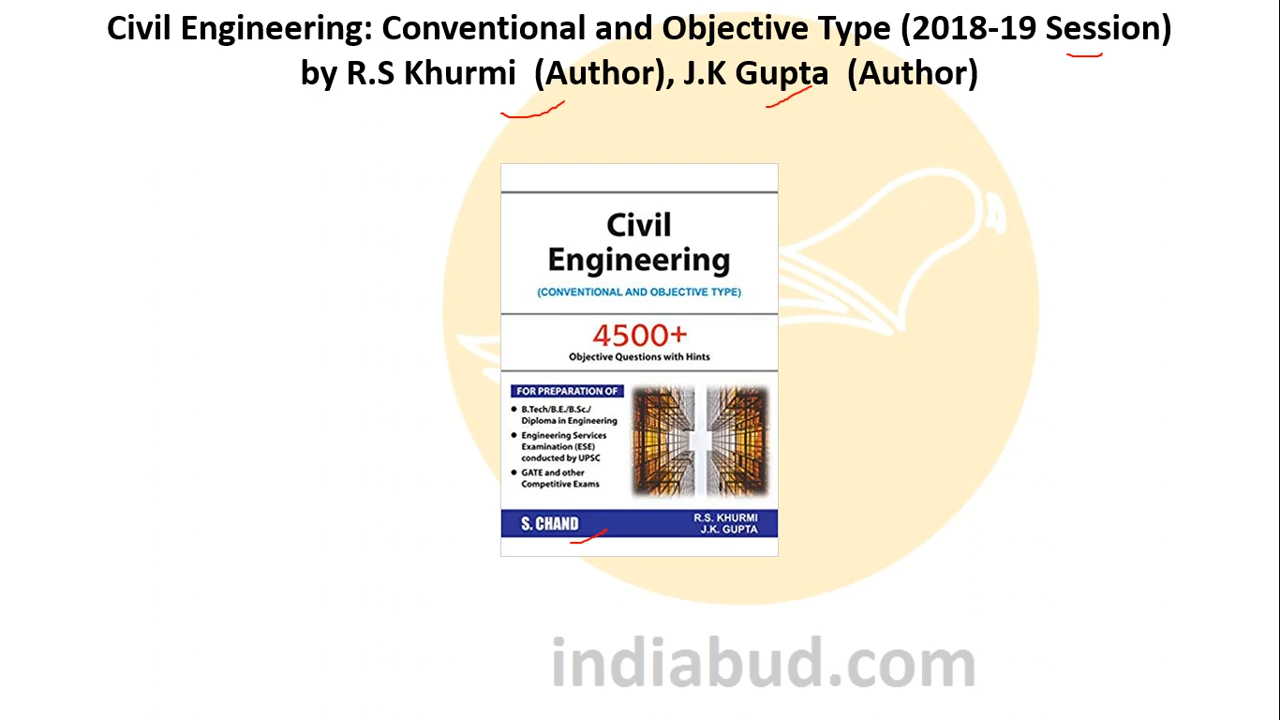 Civil Engineering: Conventional and Objective Type (2018-19 Session)
by R.S Khurmi (Author), J.K Gupta (Author)
Civil
Engineering
(CONVENTIONAL AND OBJECTIVE TYPE)
4500+
Objective Questions with Hints
FOR PREPARATION OF
• B.Tech/B.E./B.Sc./
Diploma in Engineering
• Engineering Services
Examination (ESE)
conducted by UPSC
• GATE and other
Competitive Exams
S. CHAND
R.S. KHURMI
J.K. GUPTA
indiabud.com